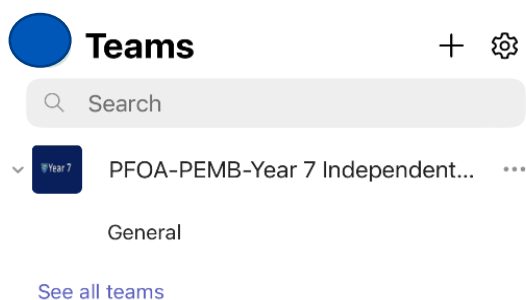 Teams
Search
Year 7
PFOA-PEMB-Year 7 Independent...
General
See all teams